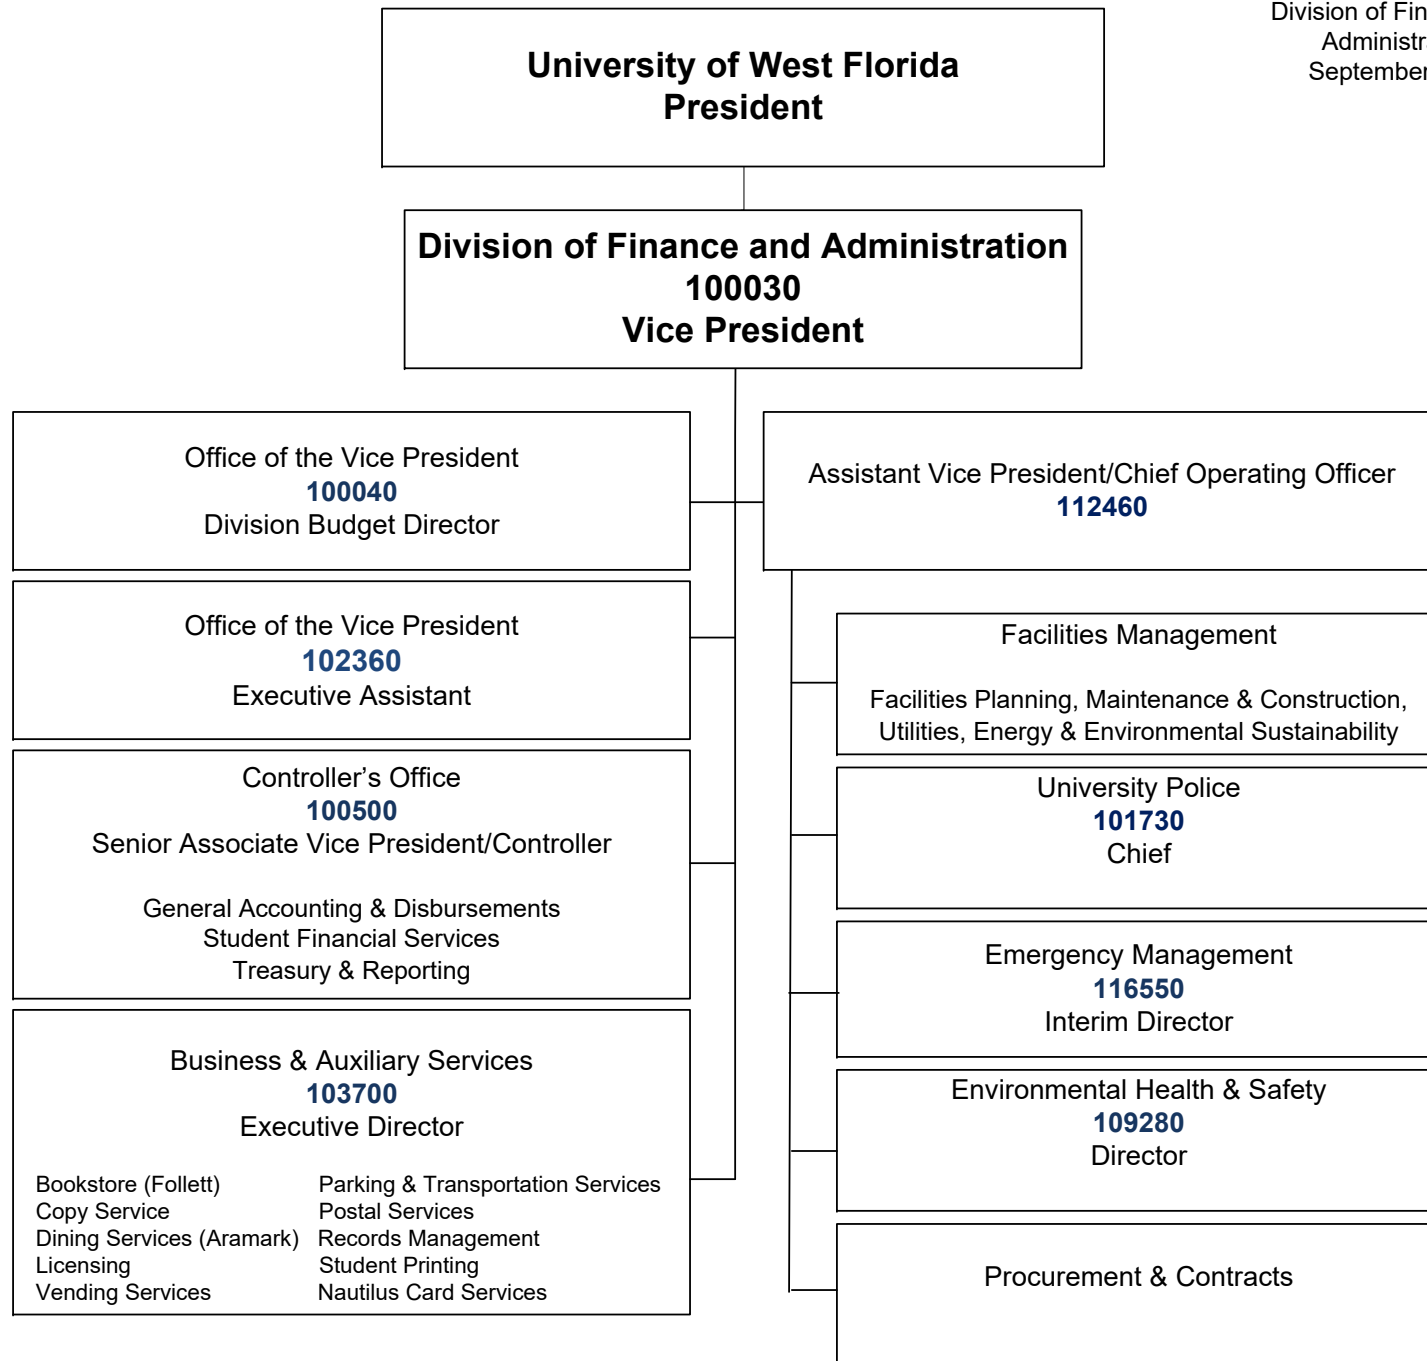 Division of
University of West Florida
President
September
Division of Finance and Administration
100030
Vice President
Office of the Vice President
100040
Division Budget Director
Office of the Vice President
102360
Executive Assistant
Controller’s Office
100500
Senior Associate Vice President/Controller
General Accounting & Disbursements
Student Financial Services
Treasury & Reporting
Business & Auxiliary Services
103700
Executive Director
Bookstore (Follett) Parking & Transportation Services
Copy Service Postal Services
Dining Services (Aramark) Records Management
Licensing Student Printing
Vending Services Nautilus Card Services
Assistant Vice President/Chief Operating Officer
112460
Facilities Management
Facilities Planning, Maintenance & Construction,
Utilities, Energy & Environmental Sustainability
University Police
101730
Chief
Emergency Management
116550
Interim Director
Environmental Health & Safety
109280
Director
Procurement & Contracts